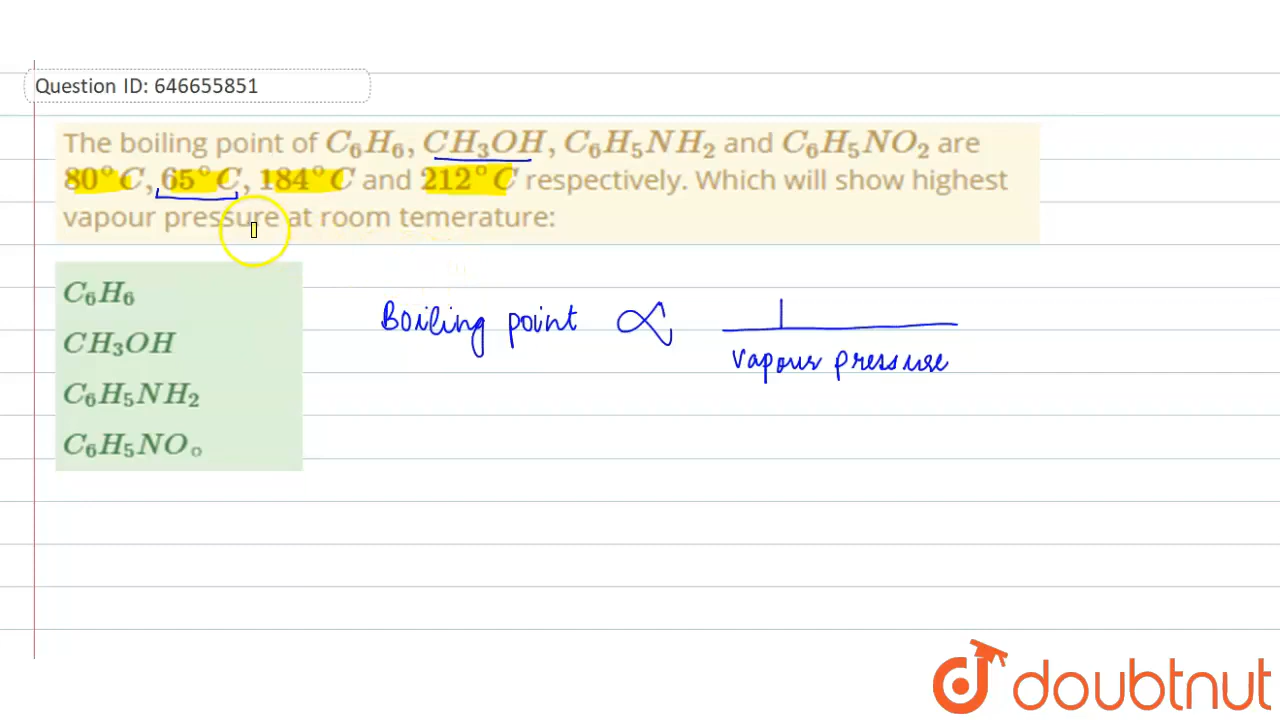 Question ID: 646655851
The boiling point of C₆H₆, CH₃OH, C₆H₅NH₂ and C₆H₅NO₂ are
80°C, 65°C, 184°C and 212°C respectively. Which will show highest
vapour pressure at room temerature:
C₆H₆
CH₃OH
C₆H₅NH₂
C₆H₅NO₀
Boiling point ∝ 1
vapour pressure
doubtnut